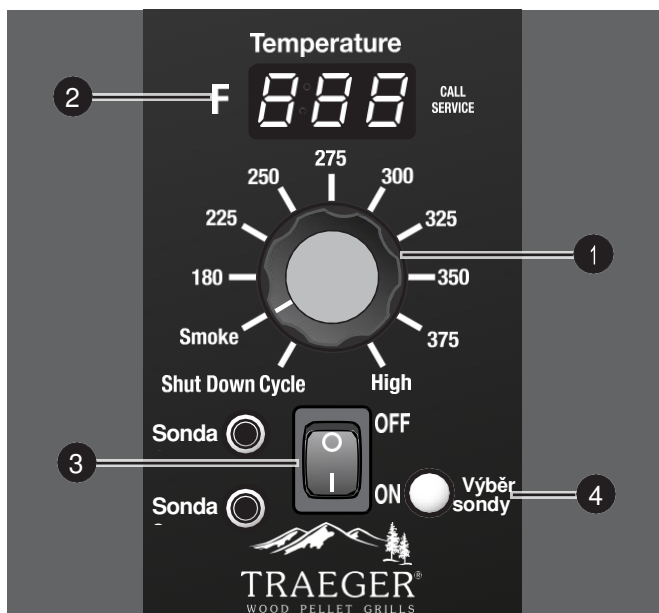 Temperature
2
F
888
CALL
SERVICE
275
250
300
225
325
1
180
350
Smoke
375
Shut Down Cycle
High
Sonda
OFF
3
Sonda
ON
Výběr
sondy
4
TRAEGER®
WOOD PELLET GRILLS